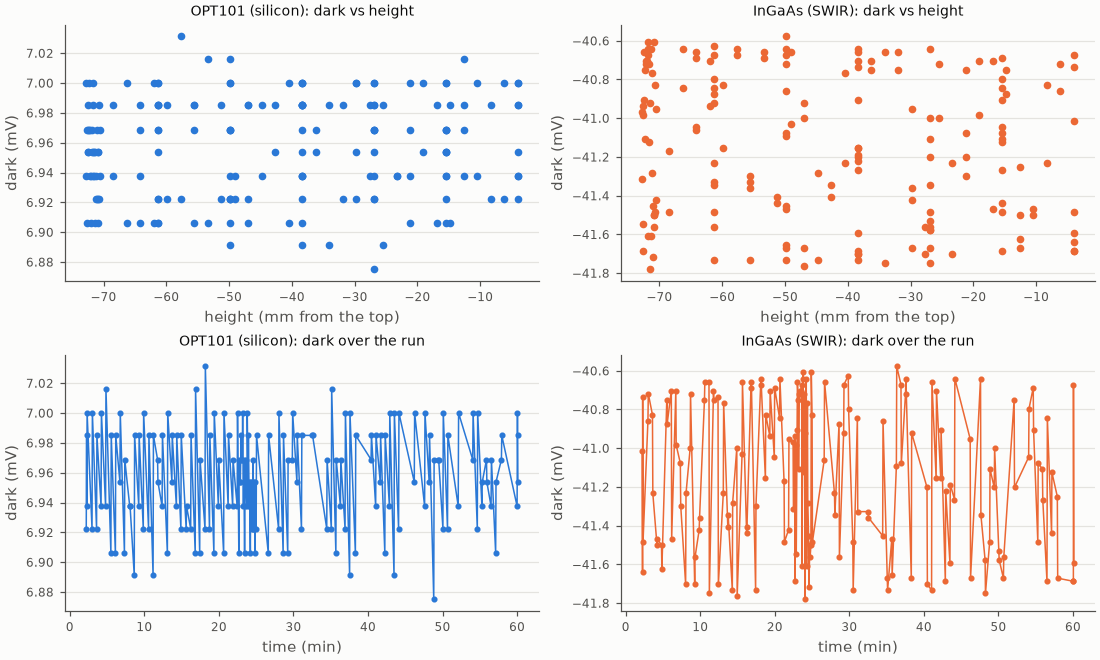 OPT101 (silicon): dark vs height
dark (mV)
7.02
7.00
6.98
6.96
6.94
6.92
6.90
6.88
−70 −60 −50 −40 −30 −20 −10
height (mm from the top)
InGaAs (SWIR): dark vs height
dark (mV)
−40.6
−40.8
−41.0
−41.2
−41.4
−41.6
−41.8
−70 −60 −50 −40 −30 −20 −10
height (mm from the top)
OPT101 (silicon): dark over the run
dark (mV)
7.02
7.00
6.98
6.96
6.94
6.92
6.90
6.88
0 10 20 30 40 50 60
time (min)
InGaAs (SWIR): dark over the run
dark (mV)
−40.6
−40.8
−41.0
−41.2
−41.4
−41.6
−41.8
0 10 20 30 40 50 60
time (min)